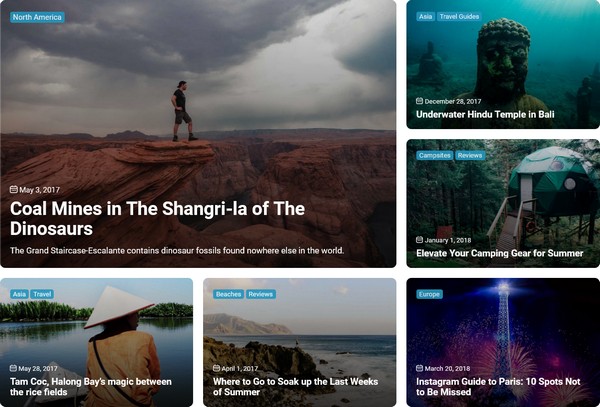 North America
May 3, 2017
Coal Mines in The Shangri-la of The
Dinosaurs
The Grand Staircase-Escalante contains dinosaur fossils found nowhere else in the world.
Asia Travel Guides
December 28, 2017
Underwater Hindu Temple in Bali
Campsites Reviews
January 1, 2018
Elevate Your Camping Gear for Summer
Asia Travel
May 28, 2017
Tam Coc, Halong Bay's magic between
the rice fields
Beaches Reviews
April 1, 2017
Where to Go to Soak up the Last Weeks
of Summer
Europe
March 20, 2018
Instagram Guide to Paris: 10 Spots Not
to Be Missed